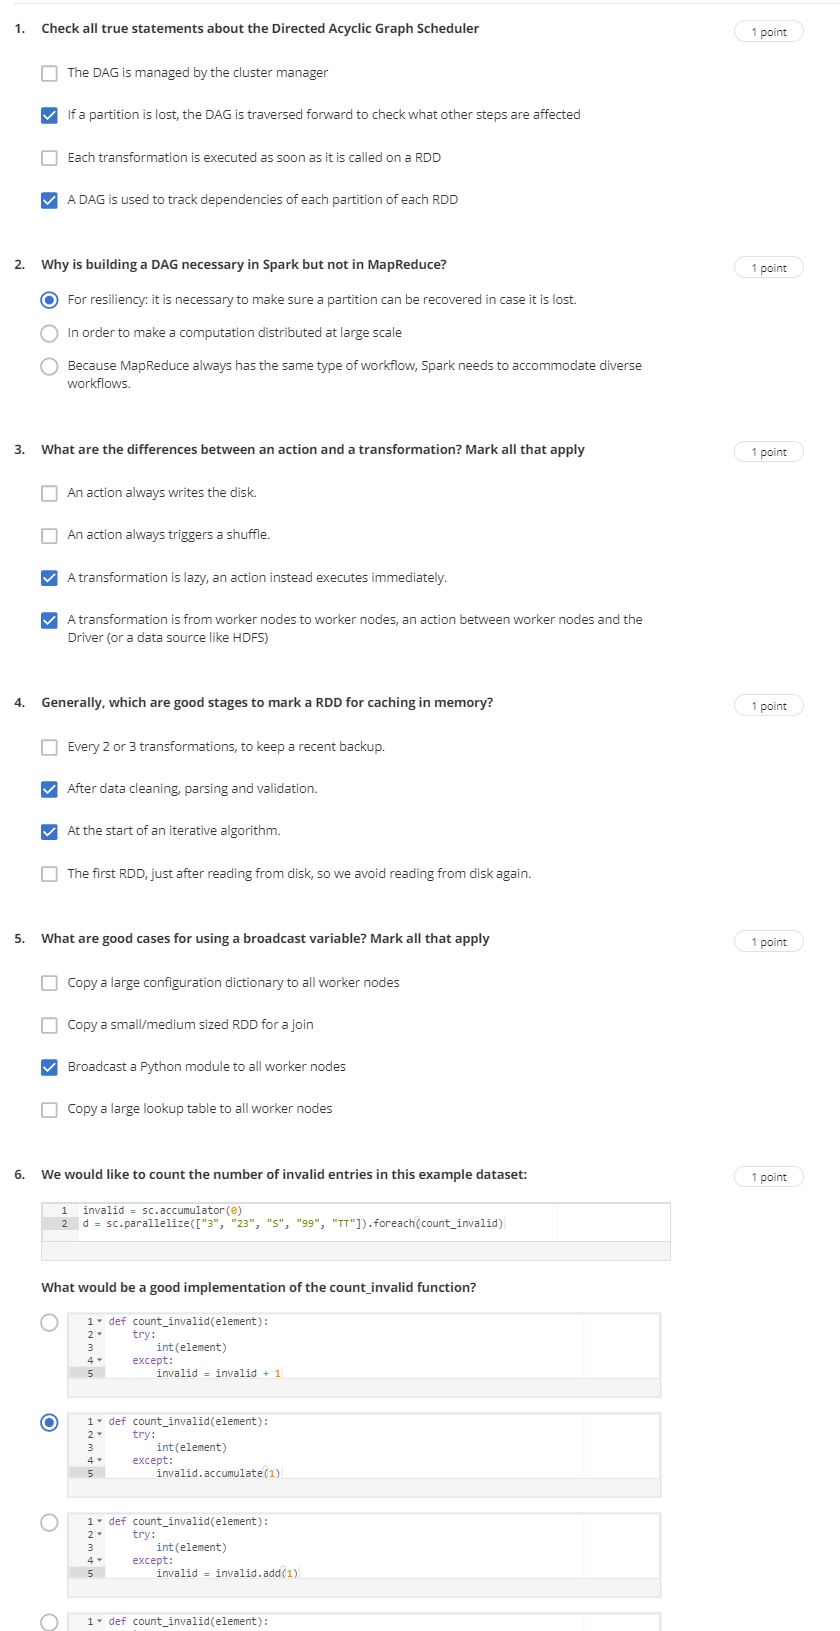 1. Check all true statements about the Directed Acyclic Graph Scheduler
1 point
The DAG is managed by the cluster manager
If a partition is lost, the DAG is traversed forward to check what other steps are affected
Each transformation is executed as soon as it is called on a RDD
A DAG is used to track dependencies of each partition of each RDD
2. Why is building a DAG necessary in Spark but not in MapReduce?
1 point
For resiliency: it is necessary to make sure a partition can be recovered in case it is lost.
In order to make a computation distributed at large scale
Because MapReduce always has the same type of workflow, Spark needs to accommodate diverse
workflows.
3. What are the differences between an action and a transformation? Mark all that apply
1 point
An action always writes the disk.
An action always triggers a shuffle.
A transformation is lazy, an action instead executes immediately.
A transformation is from worker nodes to worker nodes, an action between worker nodes and the
Driver (or a data source like HDFS)
4. Generally, which are good stages to mark a RDD for caching in memory?
1 point
Every 2 or 3 transformations, to keep a recent backup.
After data cleaning, parsing and validation.
At the start of an iterative algorithm.
The first RDD, just after reading from disk, so we avoid reading from disk again.
5. What are good cases for using a broadcast variable? Mark all that apply
1 point
Copy a large configuration dictionary to all worker nodes
Copy a small/medium sized RDD for a join
Broadcast a Python module to all worker nodes
Copy a large lookup table to all worker nodes
6. We would like to count the number of invalid entries in this example dataset:
1 point
1 invalid = sc.accumulator(0)
2 d = sc.parallelize(["3", "23", "S", "99", "TT"]).foreach(count_invalid)
What would be a good implementation of the count_invalid function?
1 def count_invalid(element):
2 try:
3 int(element)
4 except:
5 invalid = invalid + 1
1 def count_invalid(element):
2 try:
3 int(element)
4 except:
5 invalid.accumulate(1)
1 def count_invalid(element):
2 try:
3 int(element)
4 except:
5 invalid = invalid.add(1)
1 def count_invalid(element):